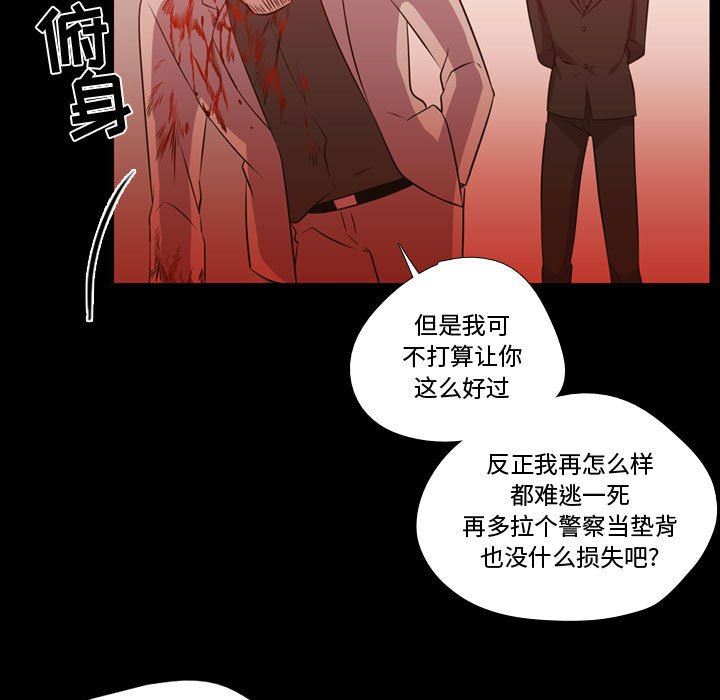 俯身
但是我可
不打算让你
这么好过
反正我再怎么样
都难逃一死
再多拉个警察当垫背
也没什么损失吧?